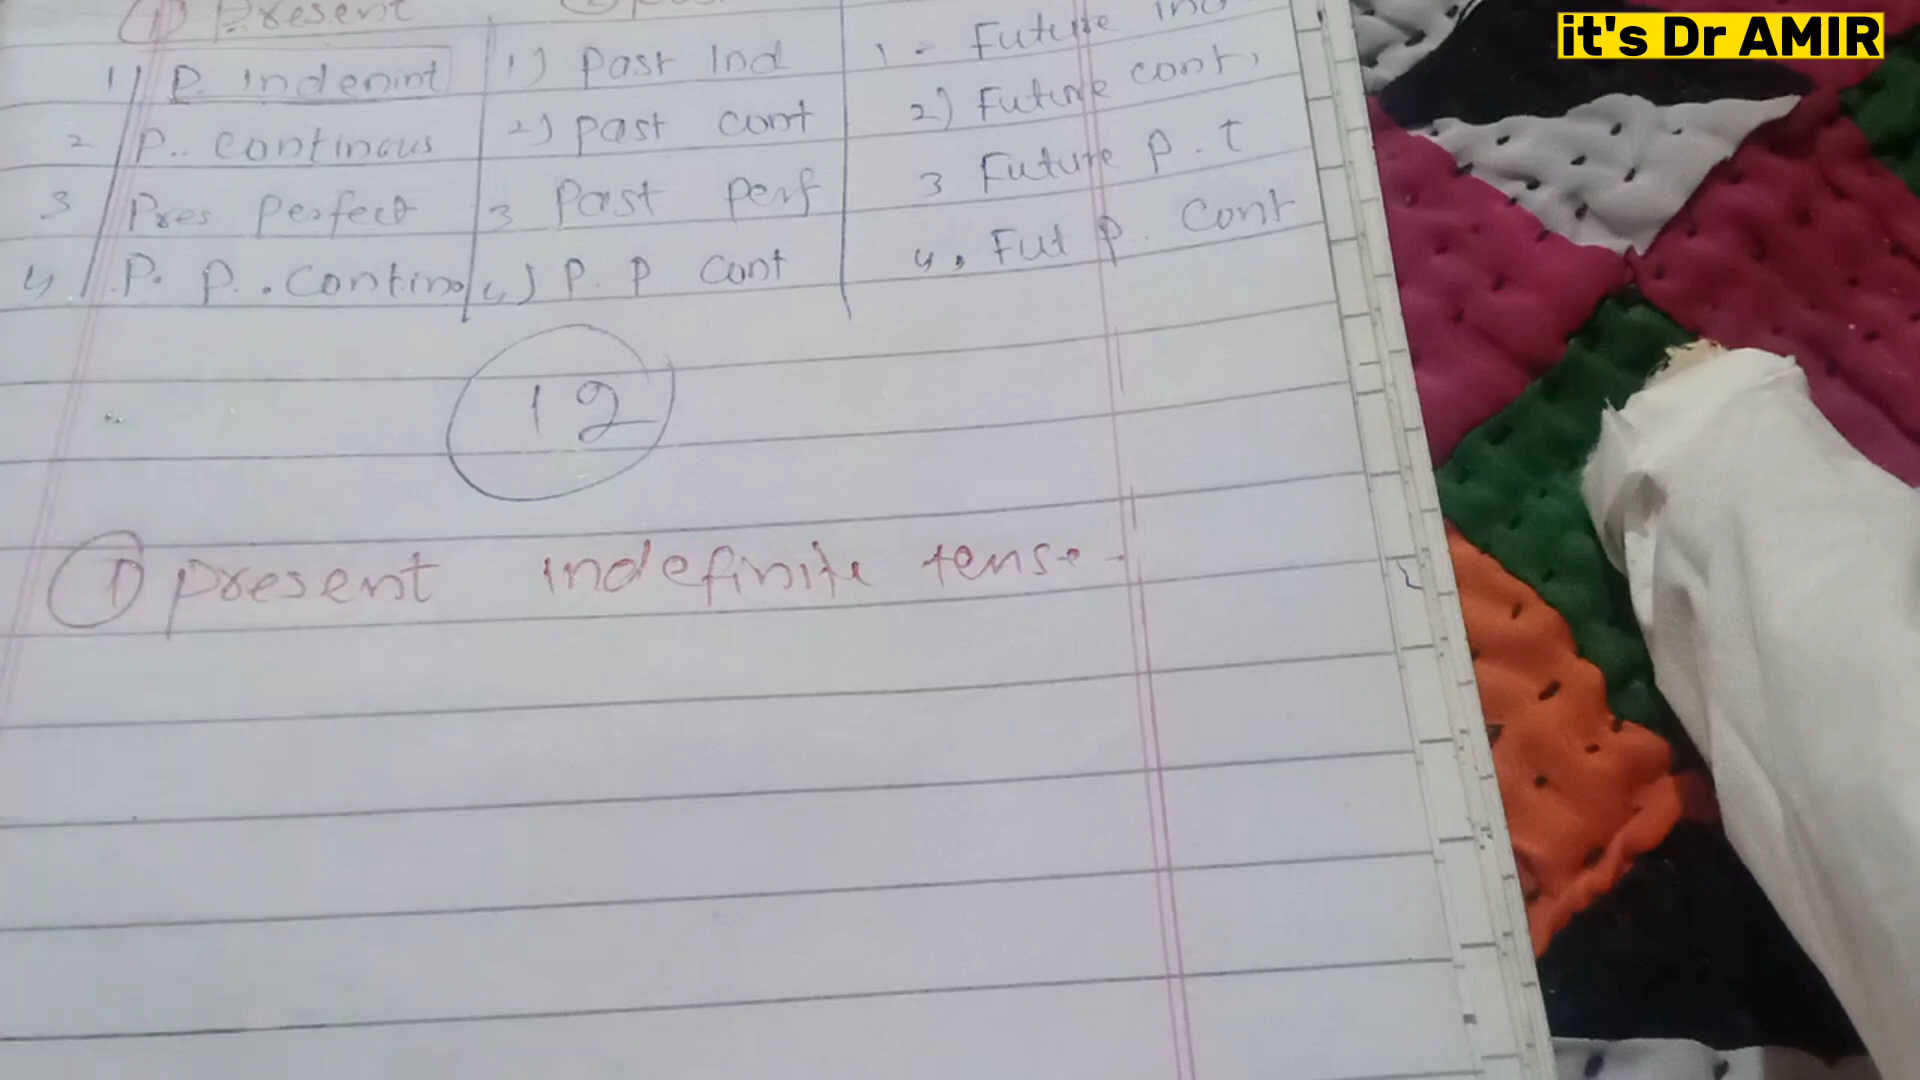 it's Dr AMIR
① Present
1) P. Indenint 1) Past Ind 1 - Future ind
2 P.. continous 2) past cont 2) Future cont,
3 Pres perfect 3 Past perf 3 Future p. t
4 P. P. . contino 4) P. P cont 4, Fut p. cont
12
① present indefinite tense